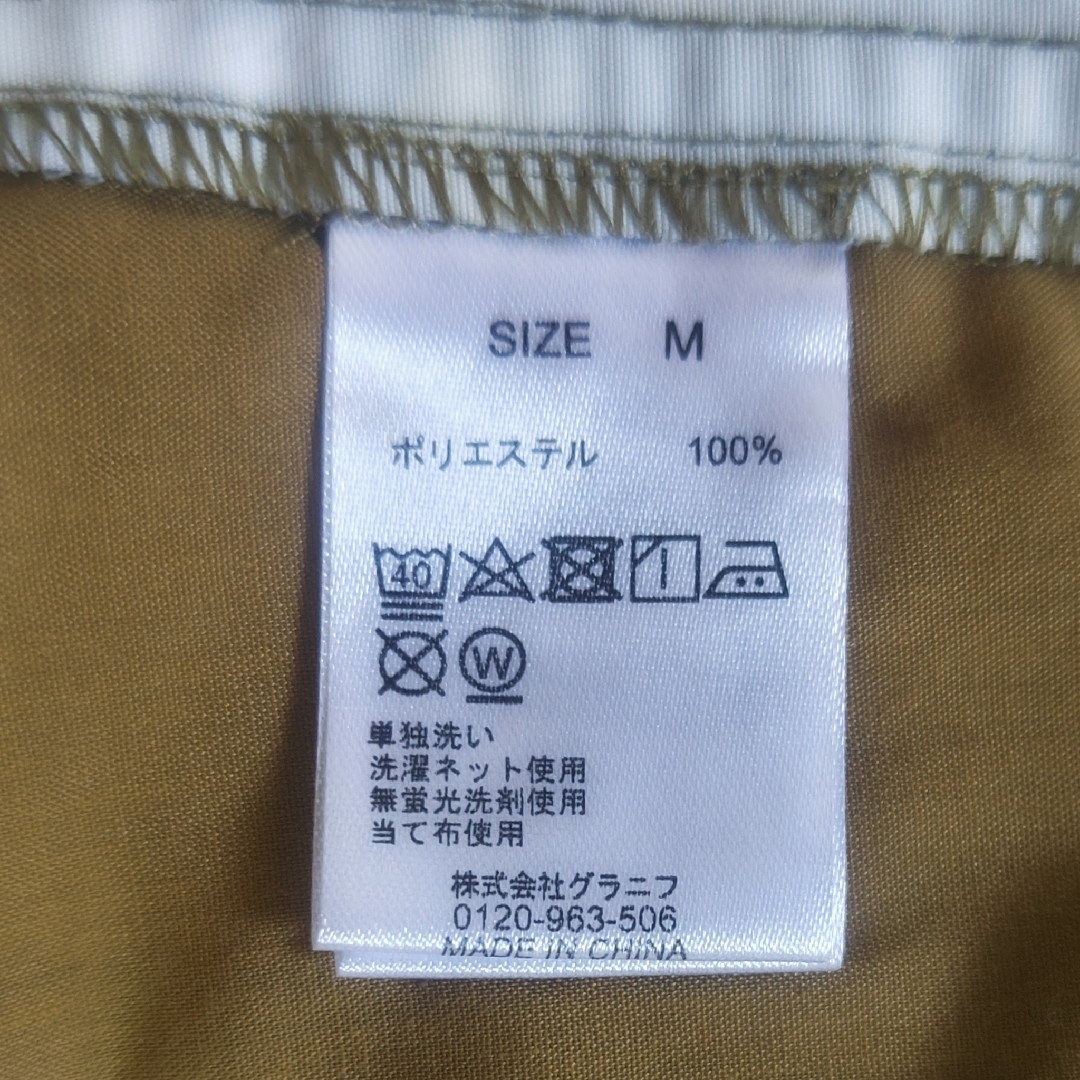 SIZE M
ポリエステル 100%
40
W
単独洗い
洗濯ネット使用
無蛍光洗剤使用
当て布使用
株式会社グラニフ
0120-963-506
MADE IN CHINA